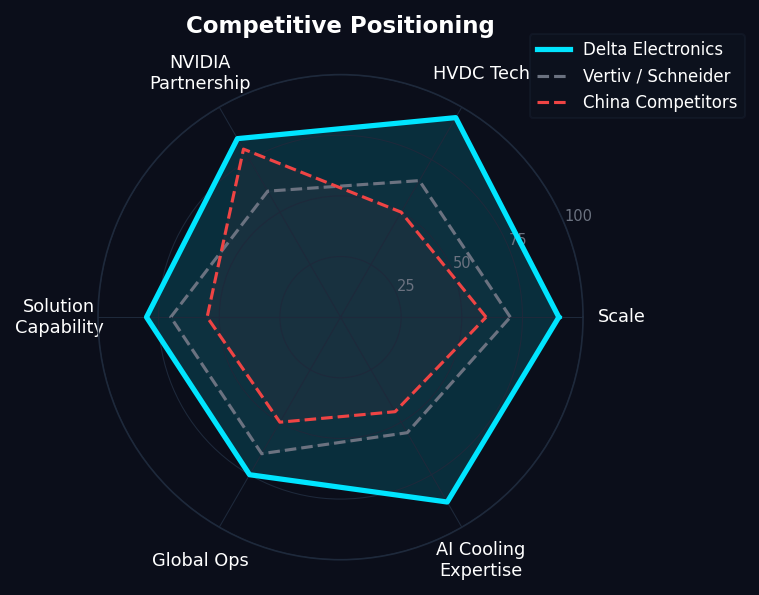 Competitive Positioning
Delta Electronics
Vertiv / Schneider
China Competitors
NVIDIA
Partnership
HVDC Tech
100
75
50
25
Solution
Capability
Scale
Global Ops
AI Cooling
Expertise